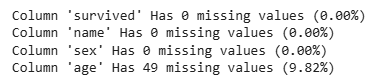 Column 'survived' Has 0 missing values (0.00%)
Column 'name' Has 0 missing values (0.00%)
Column 'sex' Has 0 missing values (0.00%)
Column 'age' Has 49 missing values (9.82%)